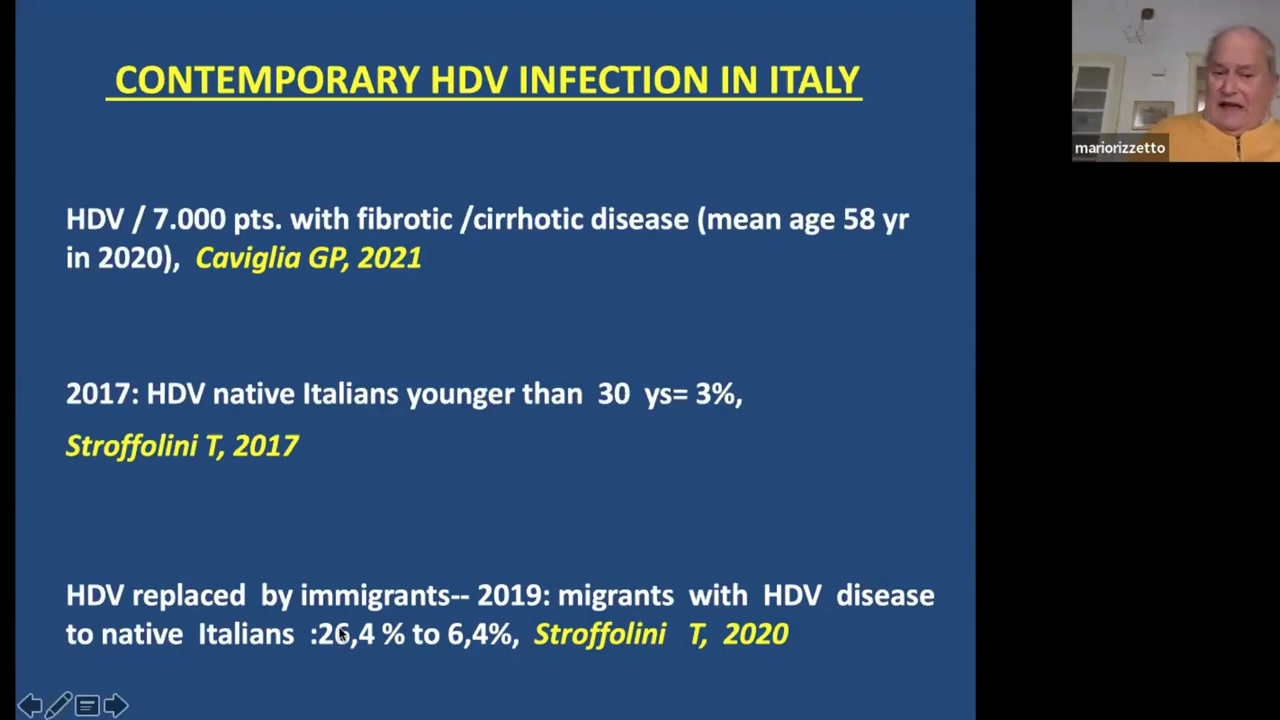 CONTEMPORARY HDV INFECTION IN ITALY
mariorizzetto
HDV / 7.000 pts. with fibrotic /cirrhotic disease (mean age 58 yr
in 2020), Caviglia GP, 2021
2017: HDV native Italians younger than 30 ys= 3%,
Stroffolini T, 2017
HDV replaced by immigrants-- 2019: migrants with HDV disease
to native Italians :26,4 % to 6,4%, Stroffolini T, 2020